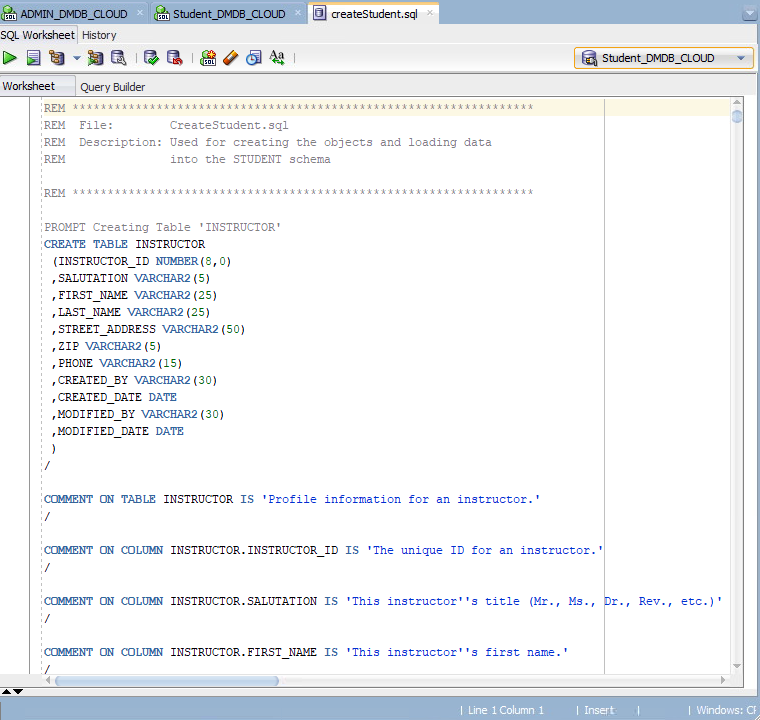 ADMIN_DMDB_CLOUD
Student_DMDB_CLOUD
createStudent.sql
SQL Worksheet History
Student_DMDB_CLOUD
Worksheet Query Builder
REM ******************************************************************
REM  File:        CreateStudent.sql
REM  Description: Used for creating the objects and loading data
REM               into the STUDENT schema
REM ******************************************************************
PROMPT Creating Table 'INSTRUCTOR'
CREATE TABLE INSTRUCTOR
(INSTRUCTOR_ID NUMBER(8,0)
,SALUTATION VARCHAR2(5)
,FIRST_NAME VARCHAR2(25)
,LAST_NAME VARCHAR2(25)
,STREET_ADDRESS VARCHAR2(50)
,ZIP VARCHAR2(5)
,PHONE VARCHAR2(15)
,CREATED_BY VARCHAR2(30)
,CREATED_DATE DATE
,MODIFIED_BY VARCHAR2(30)
,MODIFIED_DATE DATE
)
/
COMMENT ON TABLE INSTRUCTOR IS 'Profile information for an instructor.'
/
COMMENT ON COLUMN INSTRUCTOR.INSTRUCTOR_ID IS 'The unique ID for an instructor.'
/
COMMENT ON COLUMN INSTRUCTOR.SALUTATION IS 'This instructor''s title (Mr., Ms., Dr., Rev., etc.)'
/
COMMENT ON COLUMN INSTRUCTOR.FIRST_NAME IS 'This instructor''s first name.'
/
Line 1 Column 1 | Insert | | Windows: CF